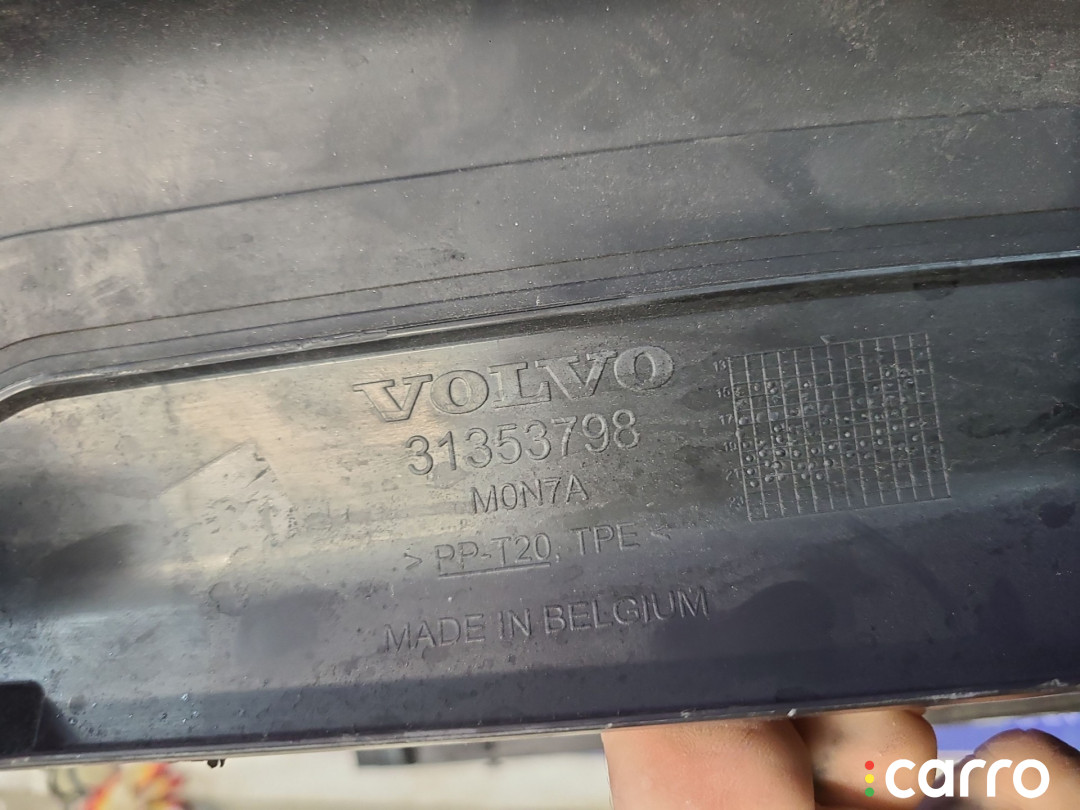 VOLVO
31353798
M0N7A
> PP-T20, TPE <
MADE IN BELGIUM
carro